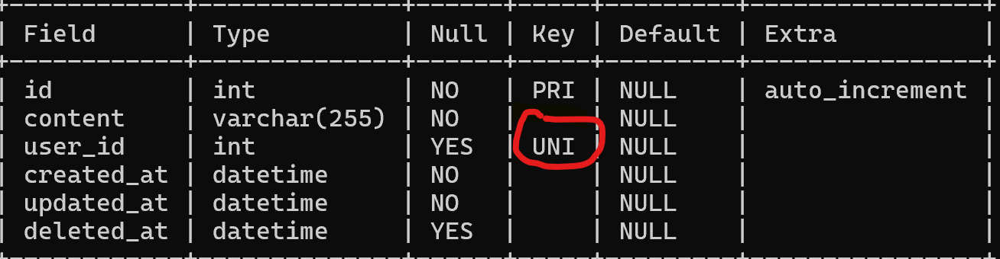 | Field | Type | Null | Key | Default | Extra |
| id | int | NO | PRI | NULL | auto_increment |
| content | varchar(255) | NO | | NULL | |
| user_id | int | YES | UNI | NULL | |
| created_at | datetime | NO | | NULL | |
| updated_at | datetime | NO | | NULL | |
| deleted_at | datetime | YES | | NULL | |